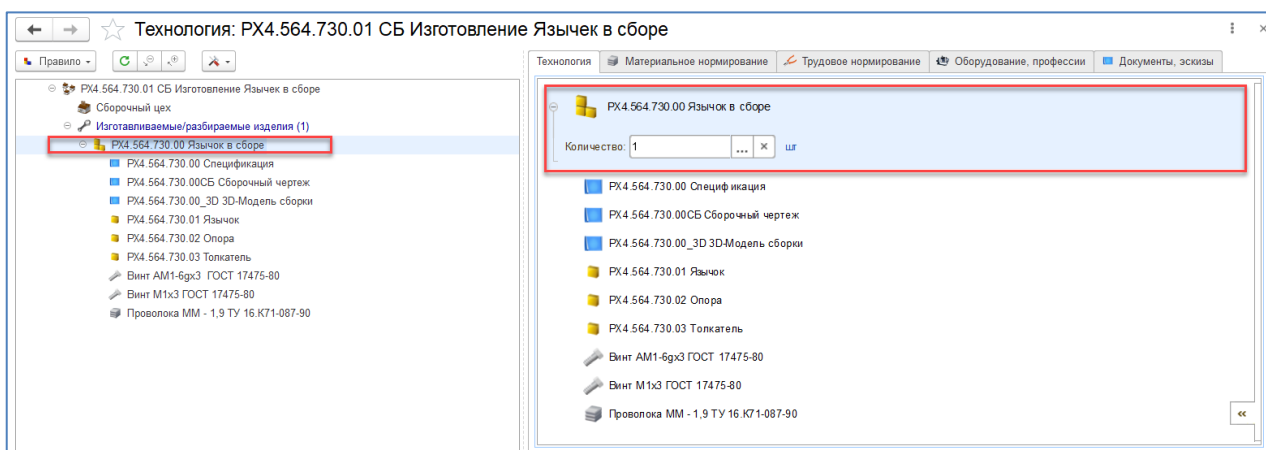 Технология: РХ4.564.730.01 СБ Изготовление Язычек в сборе
Правило
РХ4.564.730.01 СБ Изготовление Язычек в сборе
Сборочный цех
Изготавливаемые/разбираемые изделия (1)
РХ4.564.730.00 Язычок в сборе
РХ4.564.730.00 Спецификация
РХ4.564.730.00СБ Сборочный чертеж
РХ4.564.730.00_3D 3D-Модель сборки
РХ4.564.730.01 Язычок
РХ4.564.730.02 Опора
РХ4.564.730.03 Толкатель
Винт АМ1-6gx3 ГОСТ 17475-80
Винт М1х3 ГОСТ 17475-80
Проволока ММ - 1,9 ТУ 16.К71-087-90
Технология Материальное нормирование Трудовое нормирование Оборудование, профессии Документы, эскизы
РХ4.564.730.00 Язычок в сборе
Количество: 1 ... × шт
РХ4.564.730.00 Спецификация
РХ4.564.730.00СБ Сборочный чертеж
РХ4.564.730.00_3D 3D-Модель сборки
РХ4.564.730.01 Язычок
РХ4.564.730.02 Опора
РХ4.564.730.03 Толкатель
Винт АМ1-6gx3 ГОСТ 17475-80
Винт М1х3 ГОСТ 17475-80
Проволока ММ - 1,9 ТУ 16.К71-087-90